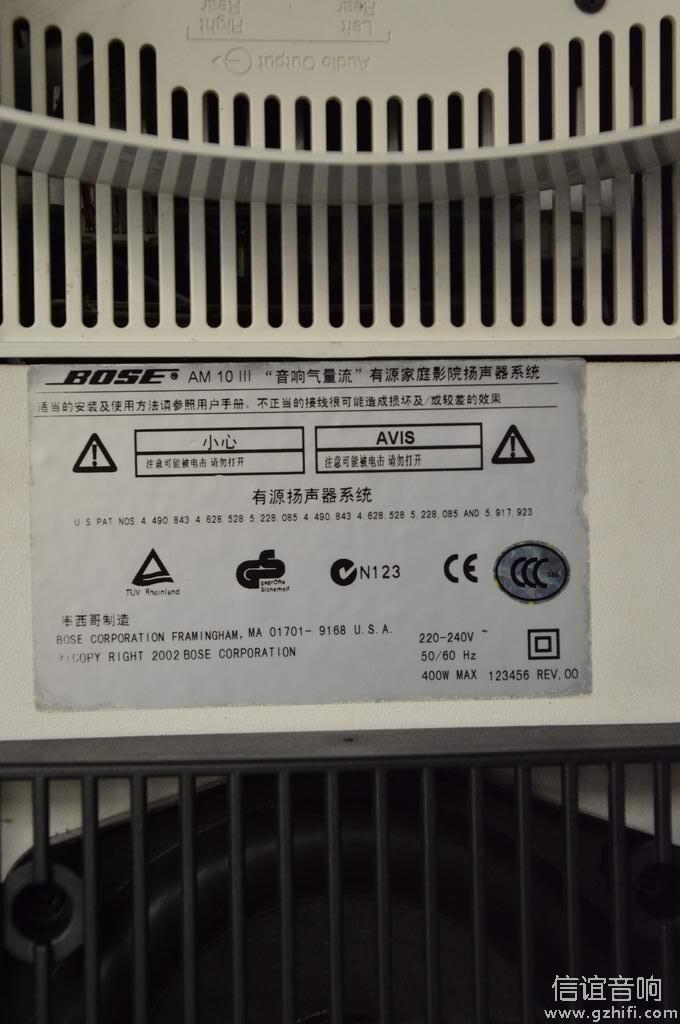 Right
Rear
Left
Rear
Audio Output
BOSE® AM 10 III “音响气量流” 有源家庭影院扬声器系统
适当的安装及使用方法请参照用户手册。不正当的接线很可能造成损坏及/或较差的效果
小心
注意可能被电击 请勿打开
AVIS
注意可能被电击 请勿打开
有源扬声器系统
U S PAT NOS 4.490.843 4.628.528 5.228.085 4.490.843 4.628.528 5.228.085 AND 5.917.923
TUV Rheinland
GS
geprüfte
Sicherheit
N123
CE
CCC
S&E
墨西哥制造
BOSE CORPORATION FRAMINGHAM, MA 01701- 9168 U.S.A.
COPY RIGHT 2002 BOSE CORPORATION
220-240V ~
50/60 Hz
400W MAX 123456 REV,00
信谊音响
www.gzhifi.com